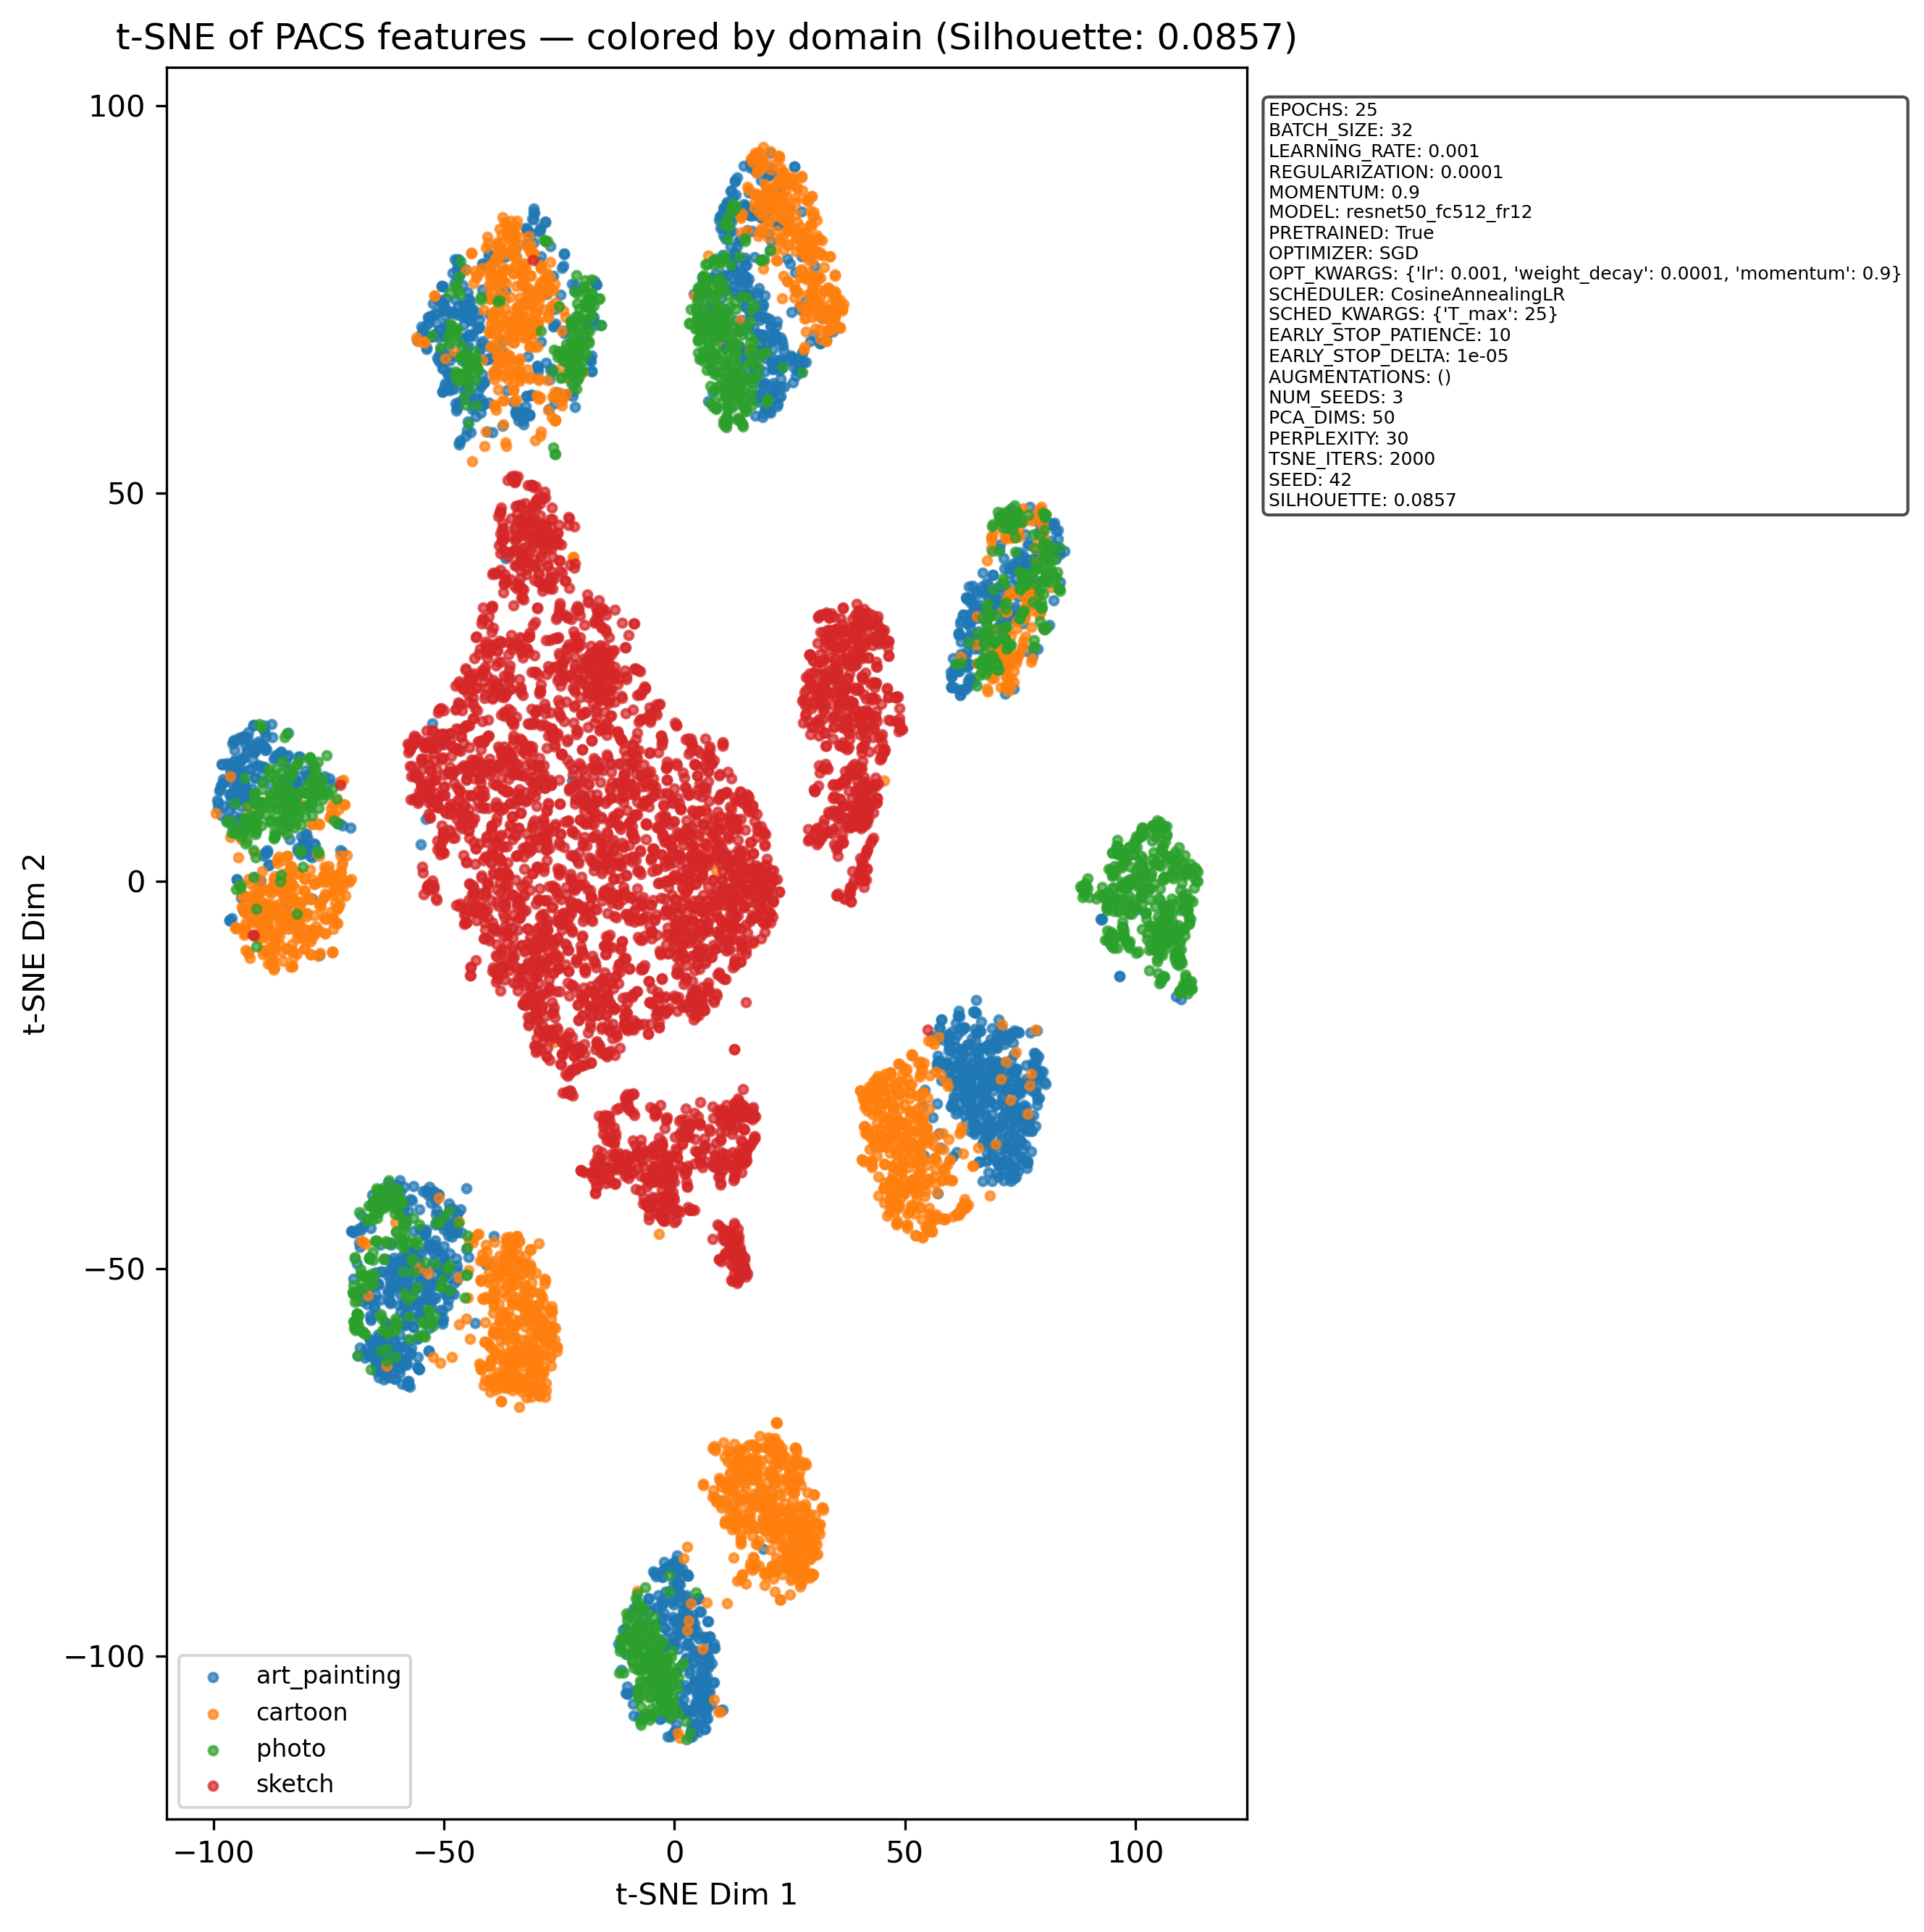 t-SNE of PACS features — colored by domain (Silhouette: 0.0857)
EPOCHS: 25
BATCH_SIZE: 32
LEARNING_RATE: 0.001
REGULARIZATION: 0.0001
MOMENTUM: 0.9
MODEL: resnet50_fc512_fr12
PRETRAINED: True
OPTIMIZER: SGD
OPT_KWARGS: {'lr': 0.001, 'weight_decay': 0.0001, 'momentum': 0.9}
SCHEDULER: CosineAnnealingLR
SCHED_KWARGS: {'T_max': 25}
EARLY_STOP_PATIENCE: 10
EARLY_STOP_DELTA: 1e-05
AUGMENTATIONS: ()
NUM_SEEDS: 3
PCA_DIMS: 50
PERPLEXITY: 30
TSNE_ITERS: 2000
SEED: 42
SILHOUETTE: 0.0857
t-SNE Dim 2
100
50
0
−50
−100
art_painting
cartoon
photo
sketch
−100
−50
0
50
100
t-SNE Dim 1